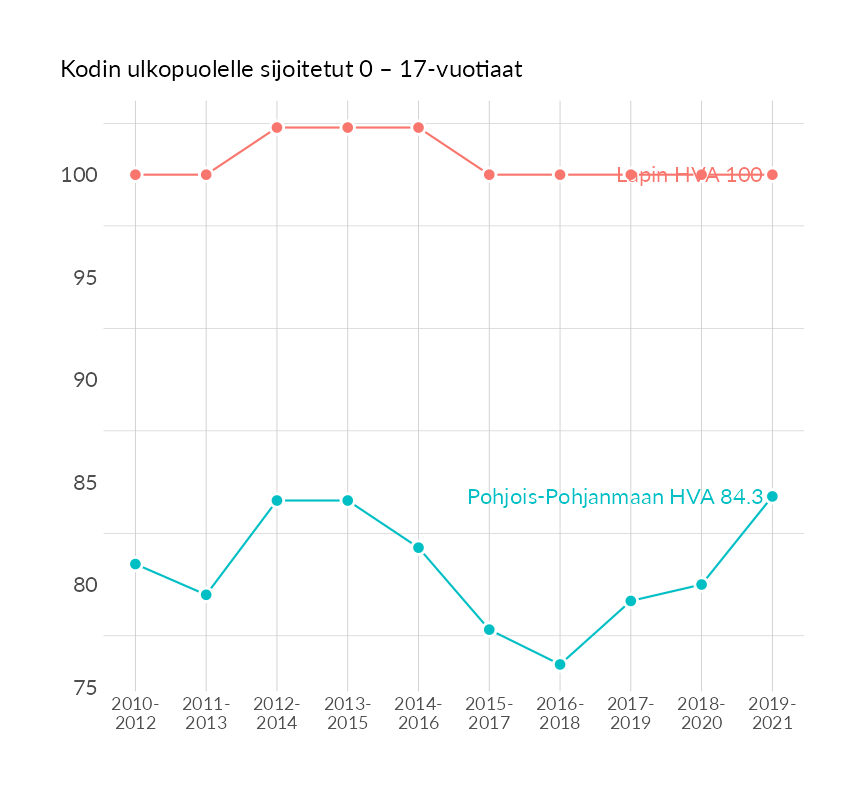 Kodin ulkopuolelle sijoitetut 0 – 17-vuotiaat
100
Lapin HVA 100
95
90
85
Pohjois-Pohjanmaan HVA 84.3
80
75
2010- 2011- 2012- 2013- 2014- 2015- 2016- 2017- 2018- 2019-
2012 2013 2014 2015 2016 2017 2018 2019 2020 2021